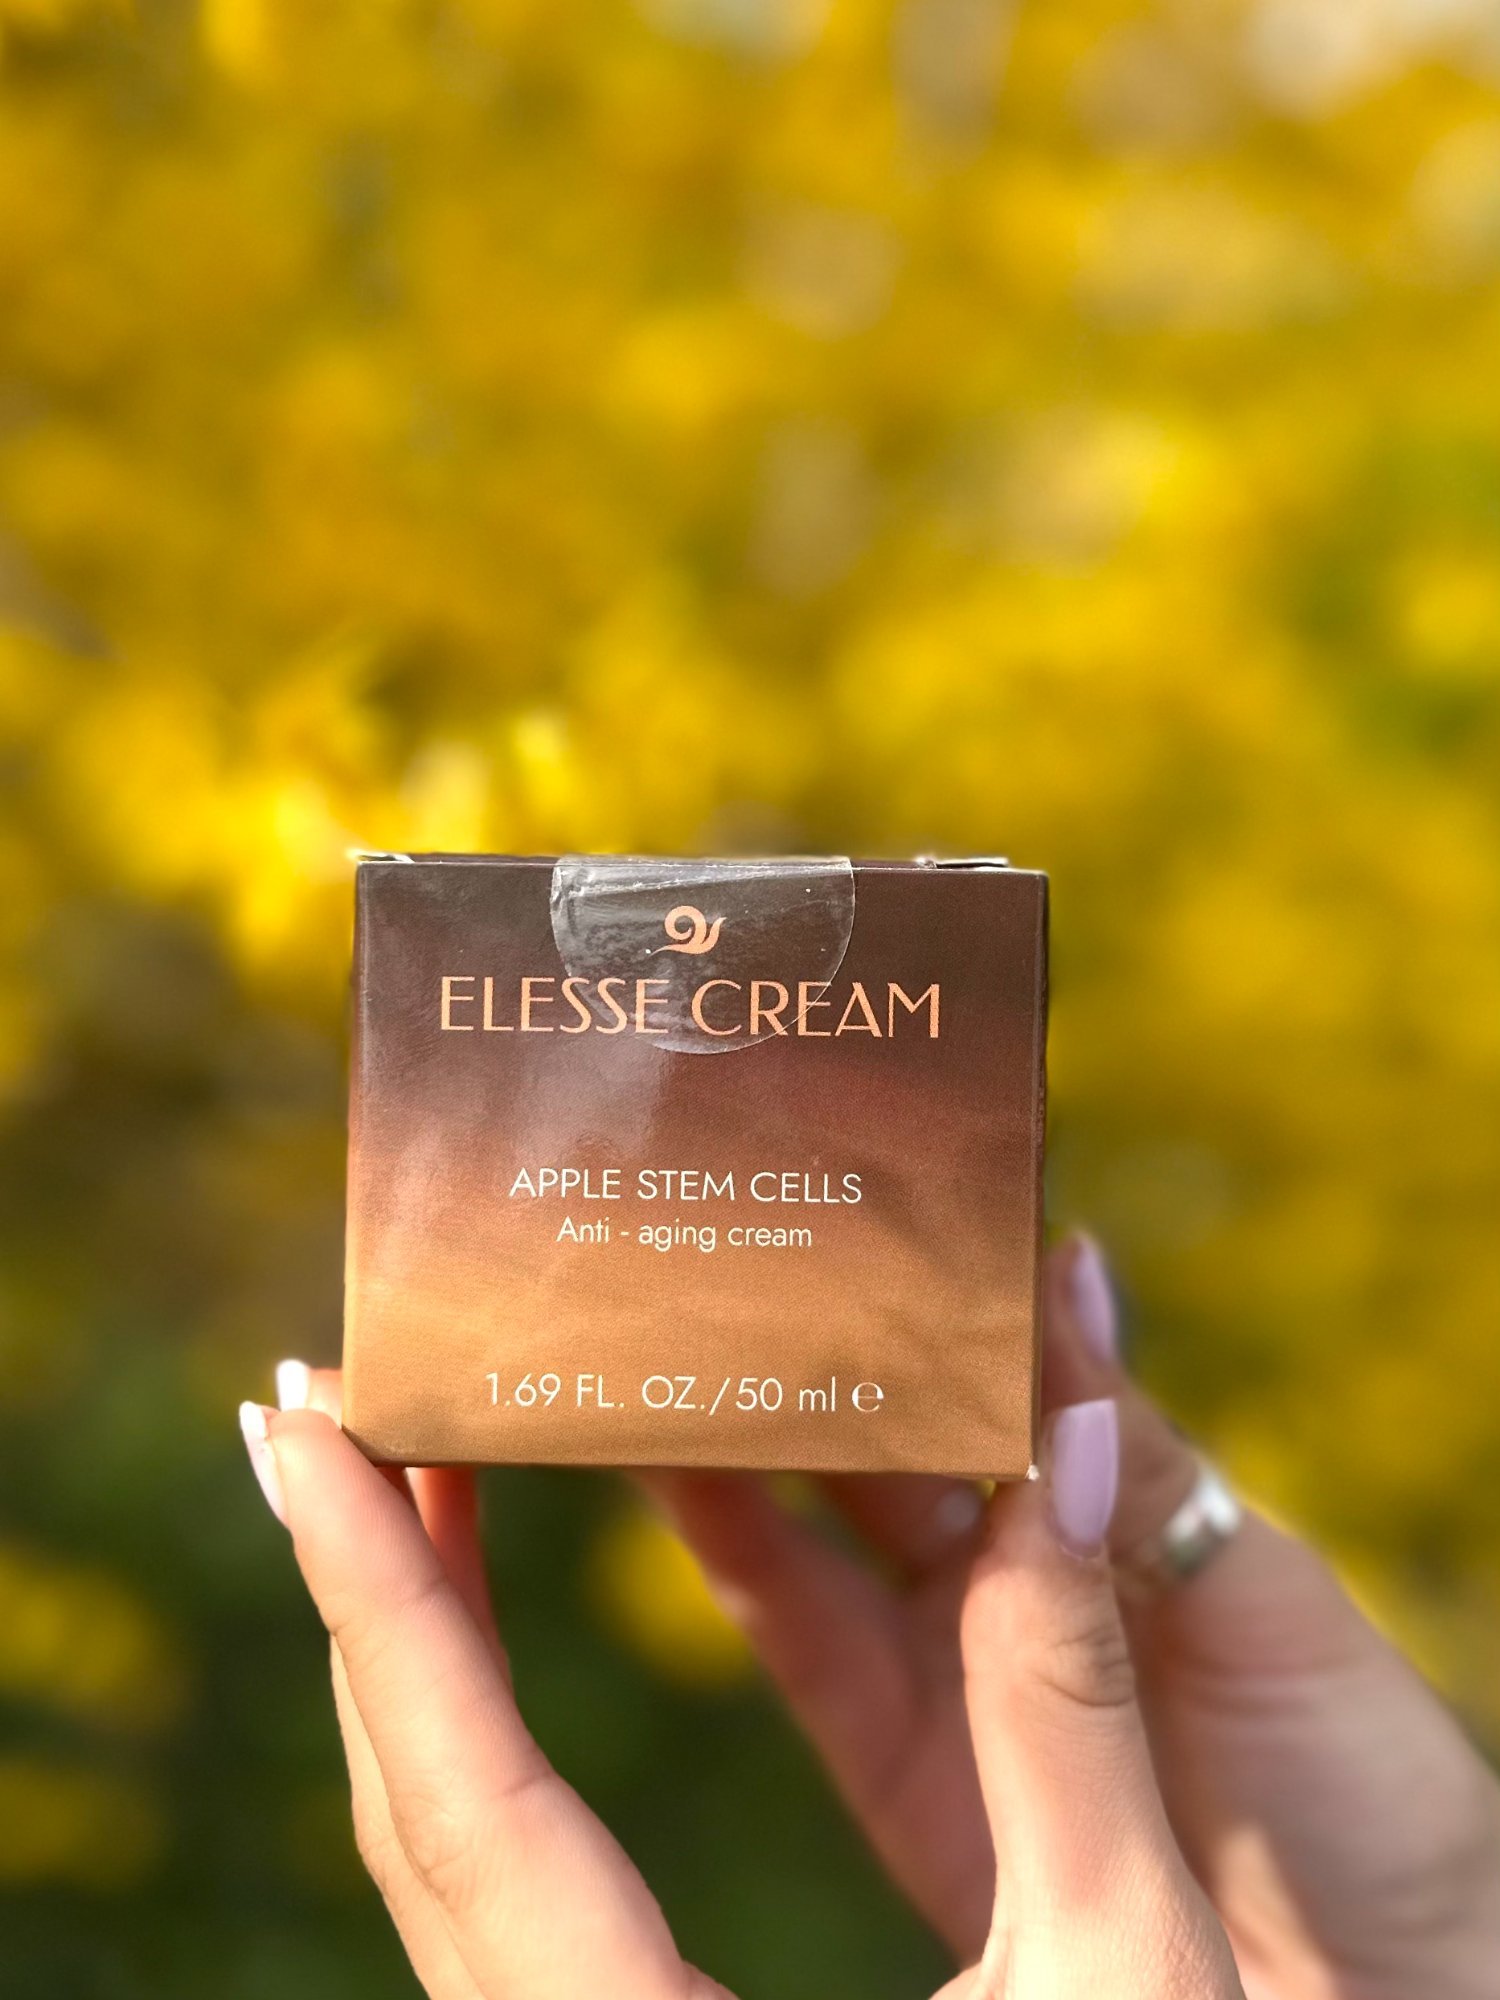 ELESSE CREAM
APPLE STEM CELLS
Anti - aging cream
1.69 FL. OZ./50 ml ℮